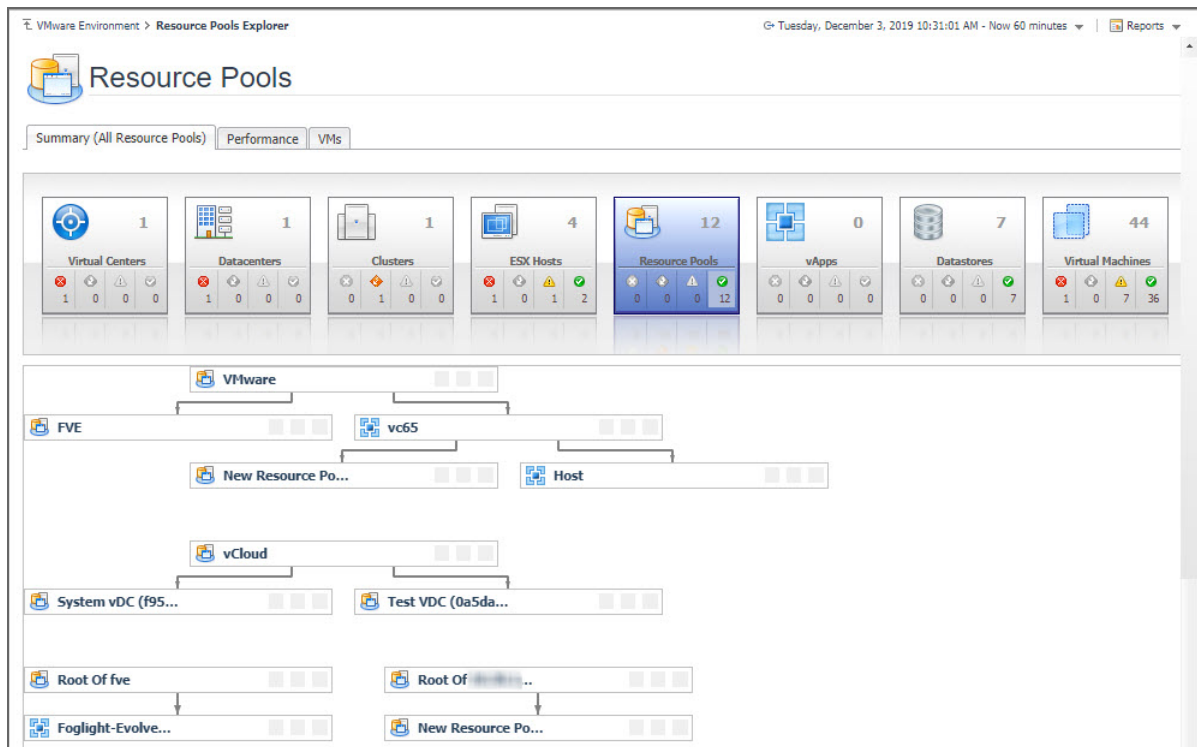 VMware Environment > Resource Pools Explorer
Tuesday, December 3, 2019 10:31:01 AM - Now 60 minutes | Reports
Resource Pools
Summary (All Resource Pools) Performance VMs
1 1 1 4 12 0 7 44
Virtual Centers Datacenters Clusters ESX Hosts Resource Pools vApps Datastores Virtual Machines
1 0 0 0 1 0 0 0 0 1 0 0 1 0 1 2 0 0 0 12 0 0 0 0 0 0 0 7 1 0 7 36
VMware
FVE vc65
New Resource Po... Host
vCloud
System vDC (f95... Test VDC (0a5da...
Root Of fve Root Of ...
Foglight-Evolve... New Resource Po...